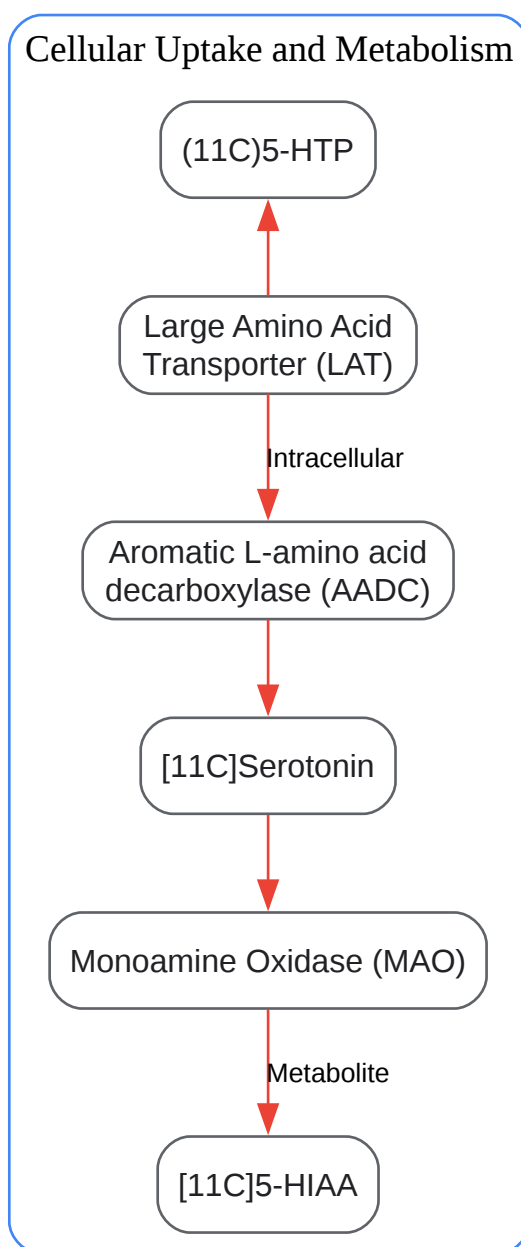 Cellular Uptake and Metabolism
(11C)5-HTP
Large Amino Acid
Transporter (LAT)
Intracellular
Aromatic L-amino acid
decarboxylase (AADC)
[11C]Serotonin
Monoamine Oxidase (MAO)
Metabolite
[11C]5-HIAA